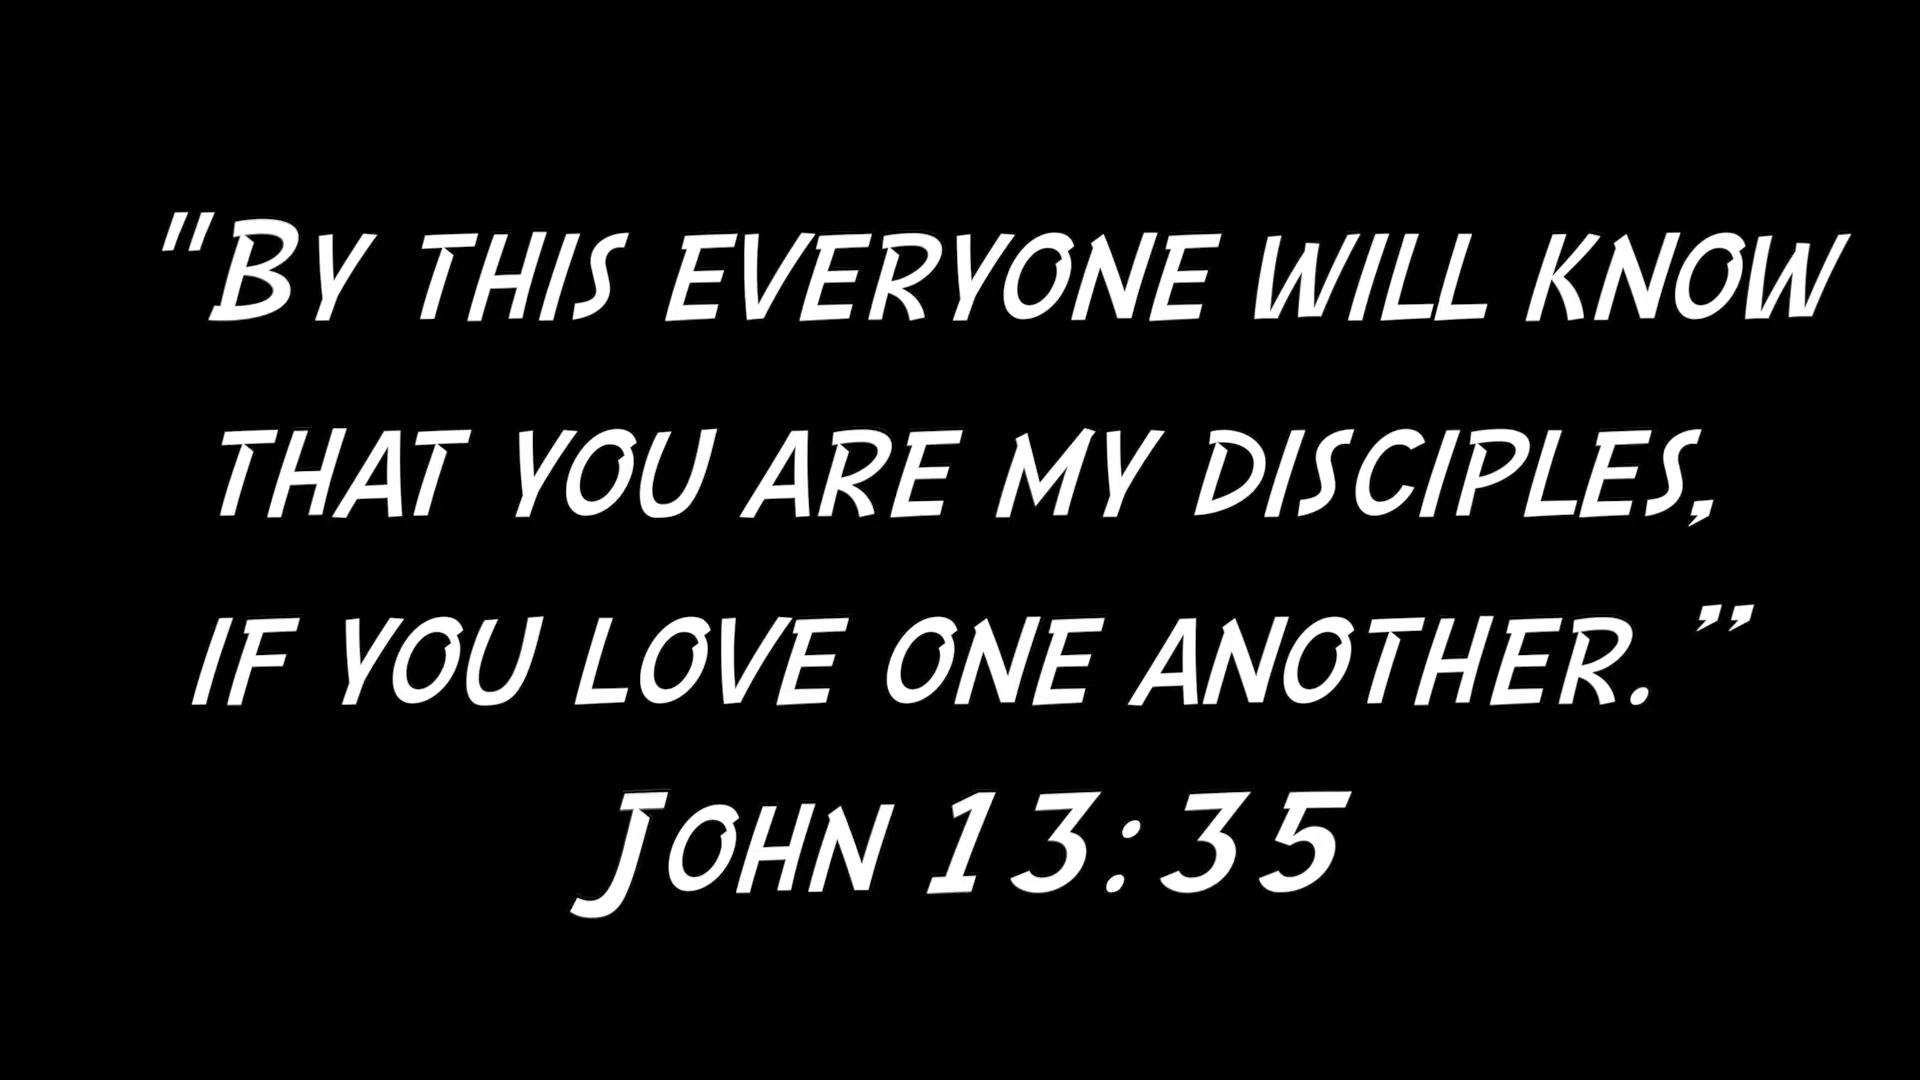 "By this everyone will know
that you are my disciples,
if you love one another.”
John 13:35